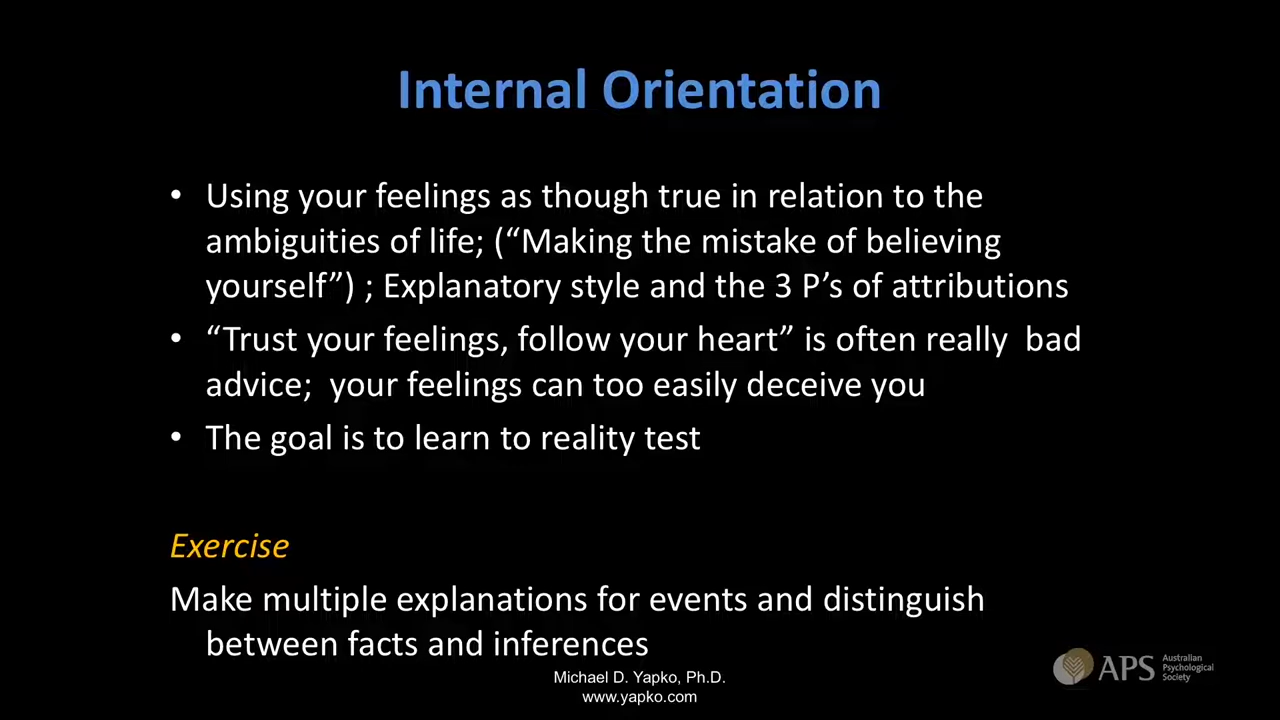 Internal Orientation
• Using your feelings as though true in relation to the
ambiguities of life; (“Making the mistake of believing
yourself”) ; Explanatory style and the 3 P’s of attributions
• “Trust your feelings, follow your heart” is often really  bad
advice;  your feelings can too easily deceive you
• The goal is to learn to reality test
Exercise
Make multiple explanations for events and distinguish
between facts and inferences
Michael D. Yapko, Ph.D.
www.yapko.com
APS
Australian
Psychological
Society